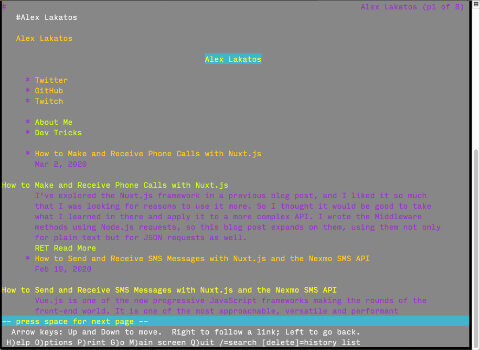 # Alex Lakatos (p1 of 8)
#Alex Lakatos
Alex Lakatos
Alex Lakatos
* Twitter
* GitHub
* Twitch
* About Me
* Dev Tricks
* How to Make and Receive Phone Calls with Nuxt.js
Mar 2, 2020
How to Make and Receive Phone Calls with Nuxt.js
I've explored the Nuxt.js framework in a previous blog post, and I liked it so much
that I was looking for reasons to use it more. So I thought it would be good to take
what I learned in there and apply it to a more complex API. I wrote the Middleware
methods using Node.js requests, so this blog post expands on them, using them not only
for plain text but for JSON requests as well.
RET Read More
* How to Send and Receive SMS Messages with Nuxt.js and the Nexmo SMS API
Feb 19, 2020
How to Send and Receive SMS Messages with Nuxt.js and the Nexmo SMS API
Vue.js is one of the new progressive JavaScript frameworks making the rounds of the
front-end world. It is one of the most approachable, versatile and performant
-- press space for next page --
Arrow keys: Up and Down to move. Right to follow a link; Left to go back.
H)elp O)ptions P)rint G)o M)ain screen Q)uit /=search [delete]=history list